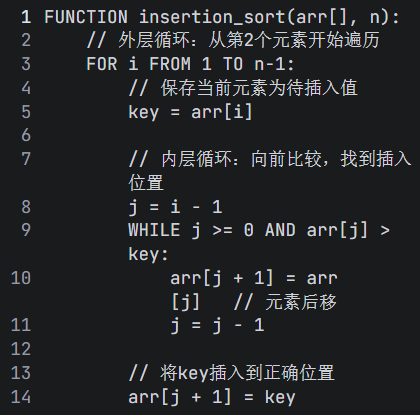 1 FUNCTION insertion_sort(arr[], n):
2     // 外层循环：从第2个元素开始遍历
3     FOR i FROM 1 TO n-1:
4         // 保存当前元素为待插入值
5         key = arr[i]
6
7         // 内层循环：向前比较，找到插入
          位置
8         j = i - 1
9         WHILE j >= 0 AND arr[j] >
          key:
10            arr[j + 1] = arr
              [j]   // 元素后移
11            j = j - 1
12
13        // 将key插入到正确位置
14        arr[j + 1] = key